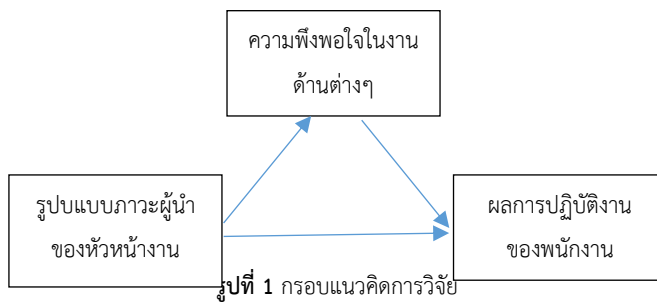 ความพึงพอใจในงาน
ด้านต่างๆ
รูปบบแบบภาวะผู้นำ
ของหัวหน้างาน
ผลการปฏิบัติงาน
ของพนักงาน
รูปที่ 1 กรอบแนวคิดการวิจัย